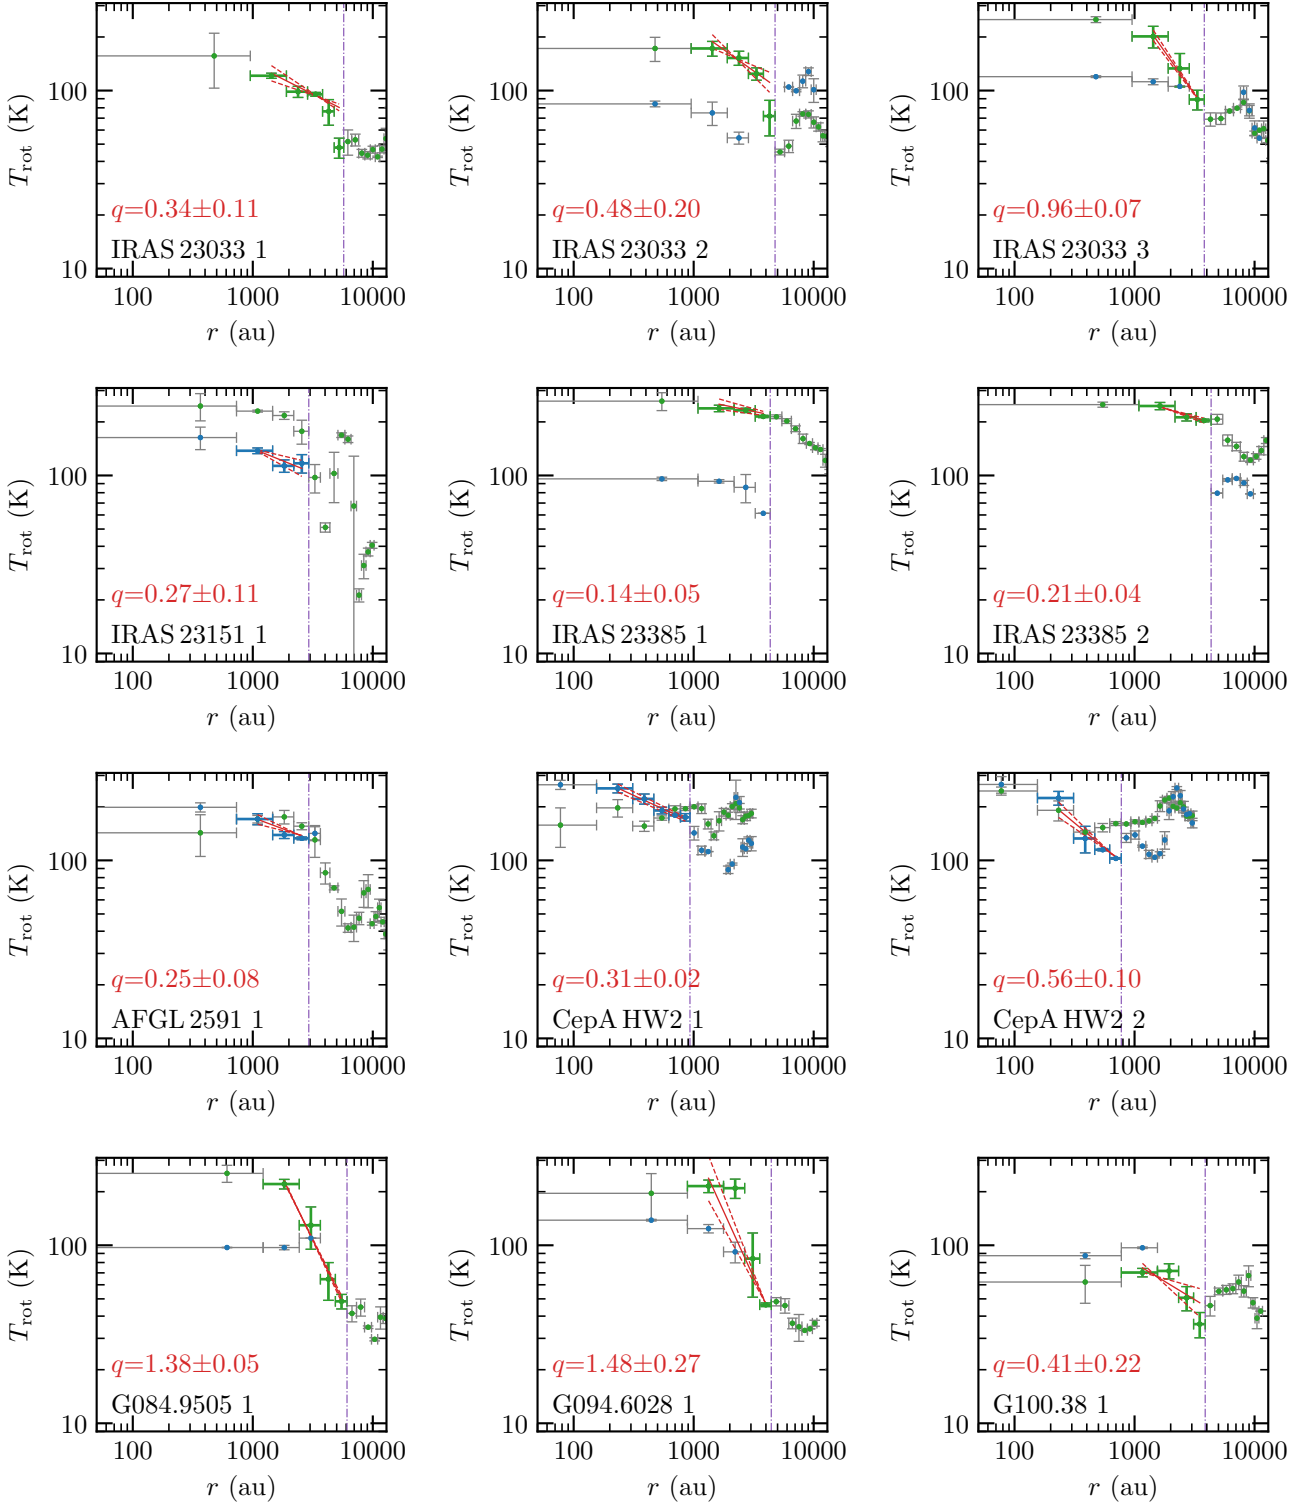 T_rot (K)
100
10
q=0.34±0.11
IRAS 23033 1
100 1000 10000
r (au)
T_rot (K)
100
10
q=0.48±0.20
IRAS 23033 2
100 1000 10000
r (au)
T_rot (K)
100
10
q=0.96±0.07
IRAS 23033 3
100 1000 10000
r (au)
T_rot (K)
100
10
q=0.27±0.11
IRAS 23151 1
100 1000 10000
r (au)
T_rot (K)
100
10
q=0.14±0.05
IRAS 23385 1
100 1000 10000
r (au)
T_rot (K)
100
10
q=0.21±0.04
IRAS 23385 2
100 1000 10000
r (au)
T_rot (K)
100
10
q=0.25±0.08
AFGL 2591 1
100 1000 10000
r (au)
T_rot (K)
100
10
q=0.31±0.02
CepA HW2 1
100 1000 10000
r (au)
T_rot (K)
100
10
q=0.56±0.10
CepA HW2 2
100 1000 10000
r (au)
T_rot (K)
100
10
q=1.38±0.05
G084.9505 1
100 1000 10000
r (au)
T_rot (K)
100
10
q=1.48±0.27
G094.6028 1
100 1000 10000
r (au)
T_rot (K)
100
10
q=0.41±0.22
G100.38 1
100 1000 10000
r (au)